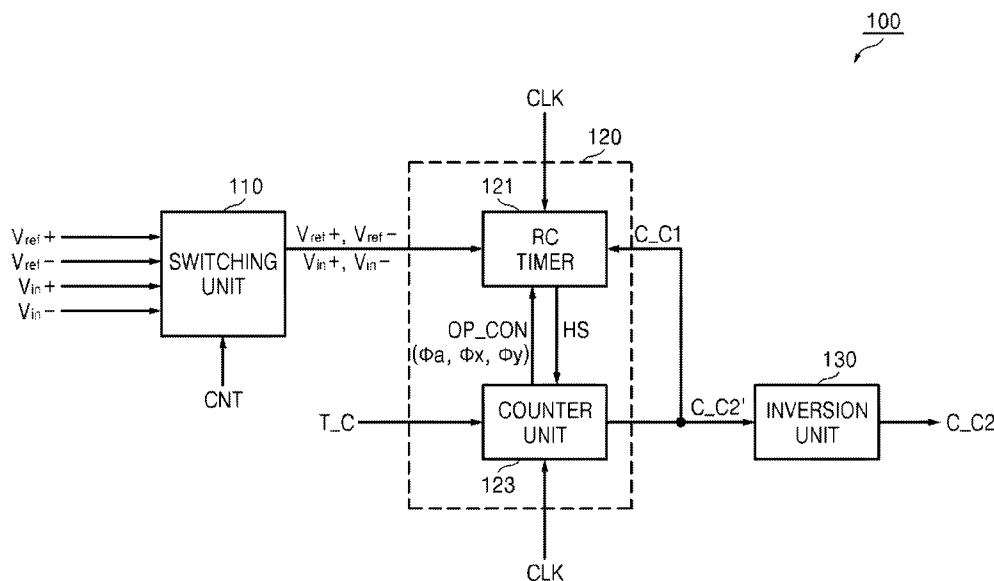 100
CLK
120
110
121
Vref+
Vref−
Vin+
Vin−
SWITCHING
UNIT
Vref+, Vref−
Vin+, Vin−
RC
TIMER
C_C1
OP_CON
(Φa, Φx, Φy)
HS
CNT
T_C
COUNTER
UNIT
C_C2'
130
INVERSION
UNIT
C_C2
123
CLK